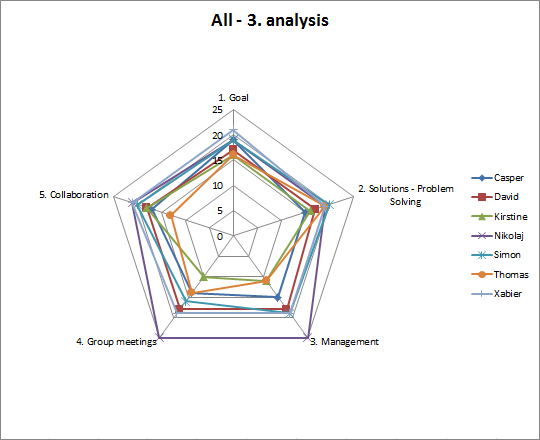 All - 3. analysis
1. Goal
25
20
15
10
5
0
2. Solutions - Problem
Solving
3. Management
4. Group meetings
5. Collaboration
Casper
David
Kirstine
Nikolaj
Simon
Thomas
Xabier